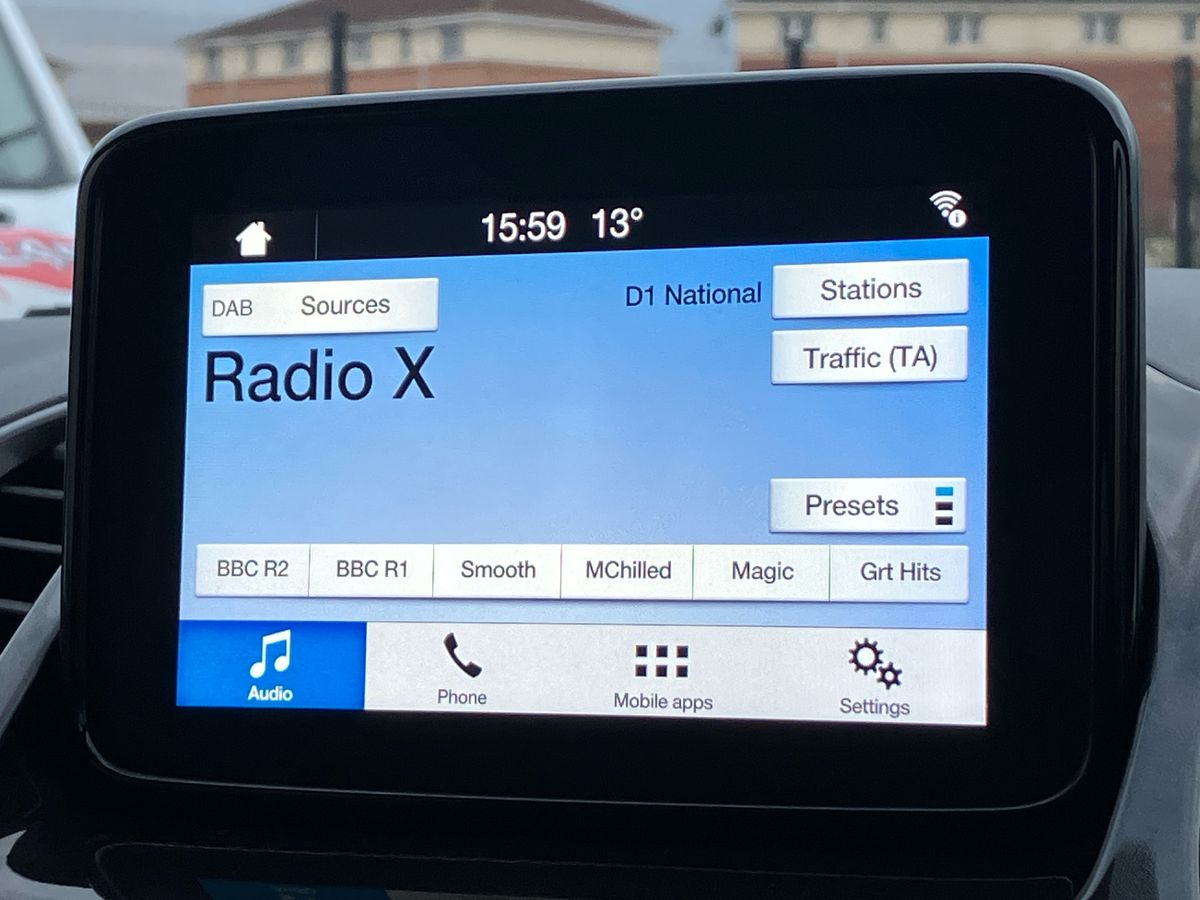 15:59 13°
DAB Sources
D1 National
Stations
Traffic (TA)
Radio X
Presets
BBC R2 BBC R1 Smooth MChilled Magic Grt Hits
Audio Phone Mobile apps Settings